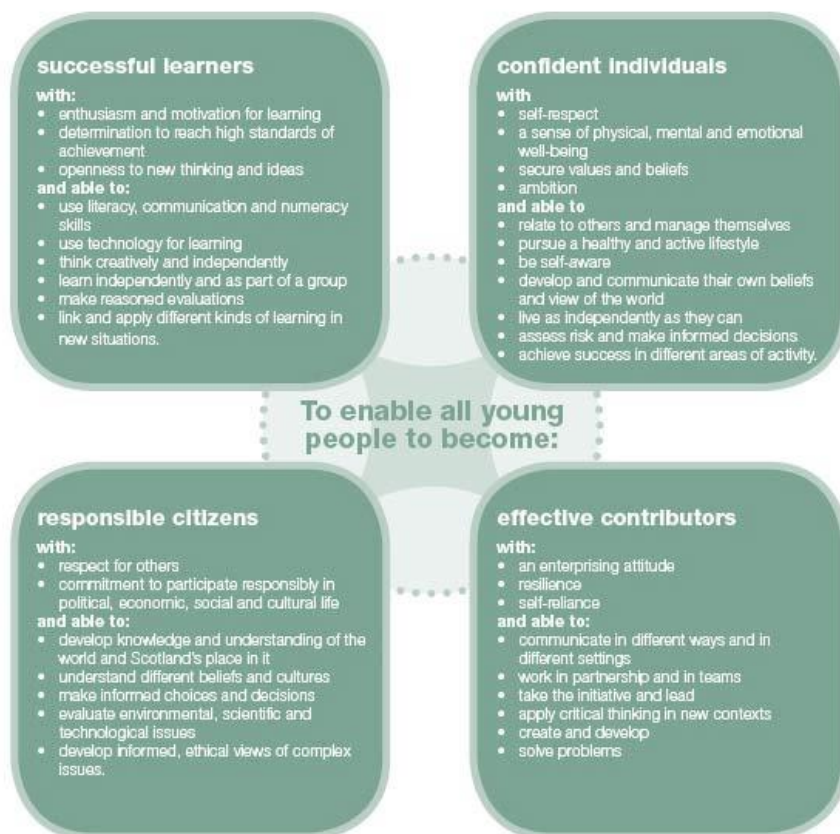 successful learners
with:
• enthusiasm and motivation for learning
• determination to reach high standards of
achievement
• openness to new thinking and ideas
and able to:
• use literacy, communication and numeracy
skills
• use technology for learning
• think creatively and independently
• learn independently and as part of a group
• make reasoned evaluations
• link and apply different kinds of learning in
new situations.
confident individuals
with
• self-respect
• a sense of physical, mental and emotional
well-being
• secure values and beliefs
• ambition
and able to
• relate to others and manage themselves
• pursue a healthy and active lifestyle
• be self-aware
• develop and communicate their own beliefs
and view of the world
• live as independently as they can
• assess risk and make informed decisions
• achieve success in different areas of activity.
To enable all young
people to become:
responsible citizens
with:
• respect for others
• commitment to participate responsibly in
political, economic, social and cultural life
and able to:
• develop knowledge and understanding of the
world and Scotland's place in it
• understand different beliefs and cultures
• make informed choices and decisions
• evaluate environmental, scientific and
technological issues
• develop informed, ethical views of complex
issues.
effective contributors
with:
• an enterprising attitude
• resilience
• self-reliance
and able to:
• communicate in different ways and in
different settings
• work in partnership and in teams
• take the initiative and lead
• apply critical thinking in new contexts
• create and develop
• solve problems